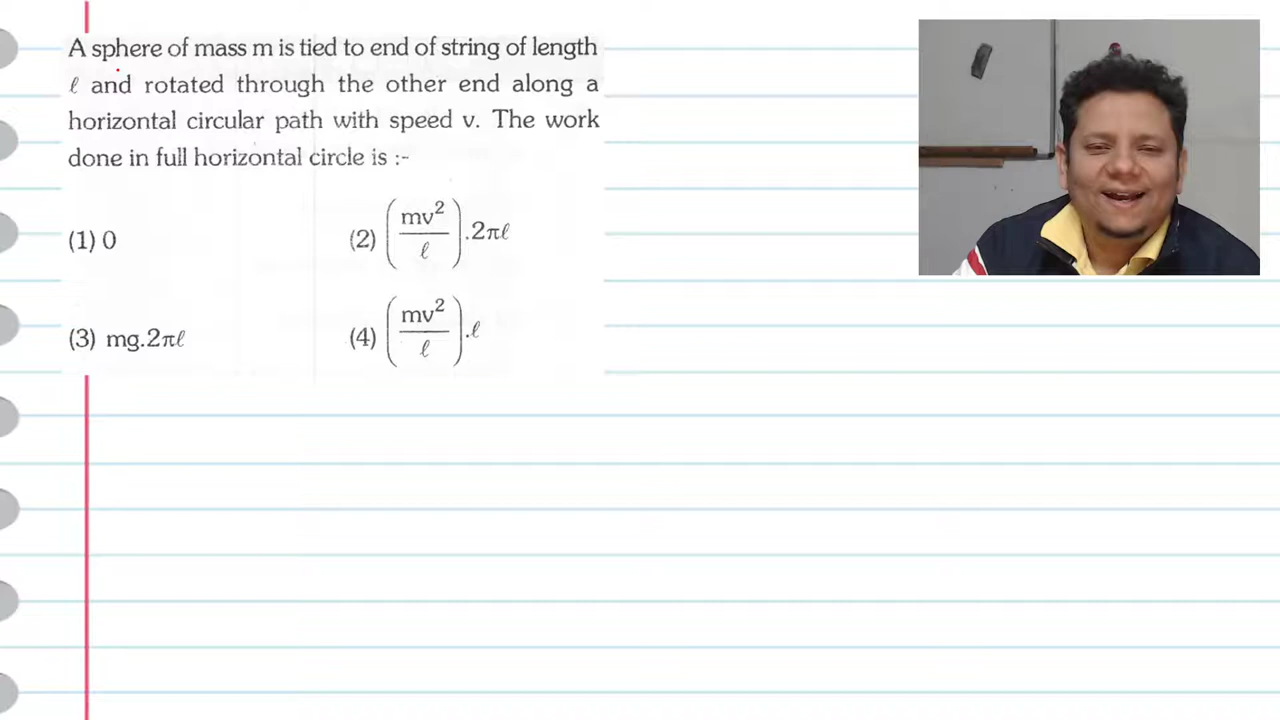 A sphere of mass m is tied to end of string of length
ℓ and rotated through the other end along a
horizontal circular path with speed v. The work
done in full horizontal circle is :-
(1) 0
(2) (mv²/ℓ).2πℓ
(3) mg.2πℓ
(4) (mv²/ℓ).ℓ